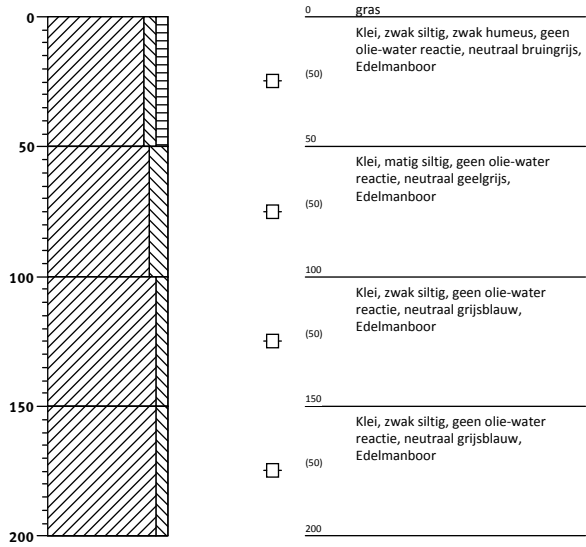 0
0
gras
Klei, zwak siltig, zwak humeus, geen
olie-water reactie, neutraal bruingrijs,
Edelmanboor
(50)
50
50
Klei, matig siltig, geen olie-water
reactie, neutraal geelgrijs,
Edelmanboor
(50)
100
100
Klei, zwak siltig, geen olie-water
reactie, neutraal grijsblauw,
Edelmanboor
(50)
150
150
Klei, zwak siltig, geen olie-water
reactie, neutraal grijsblauw,
Edelmanboor
(50)
200
200